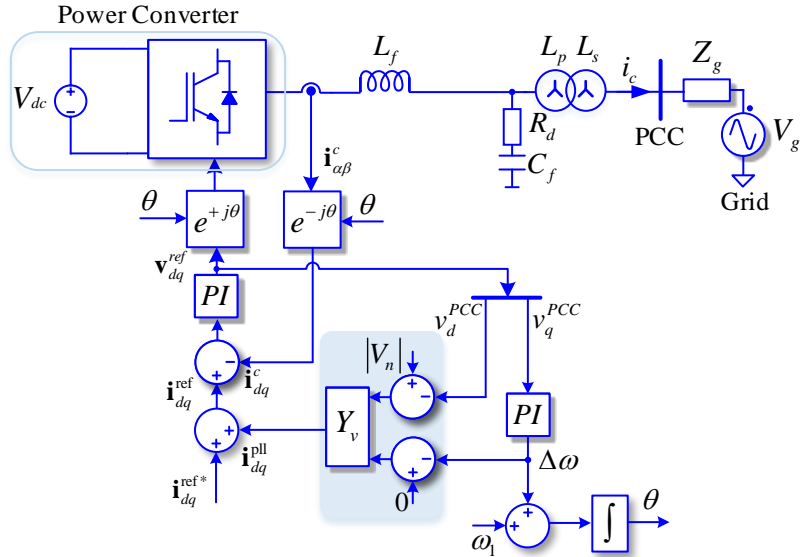 Power Converter
V_dc
L_f
L_p L_s
i_c
Z_g
R_d
PCC
V_g
C_f
Grid
i^c_αβ
θ
e^{+jθ}
e^{-jθ}
θ
v^ref_dq
PI
v^PCC_d
v^PCC_q
|V_n|
-
+
-
i^ref_dq
i^c_dq
PI
Y_v
+
+
i^pll_dq
-
+
Δω
i^ref*_dq
0
ω_1
+
+
∫
θ